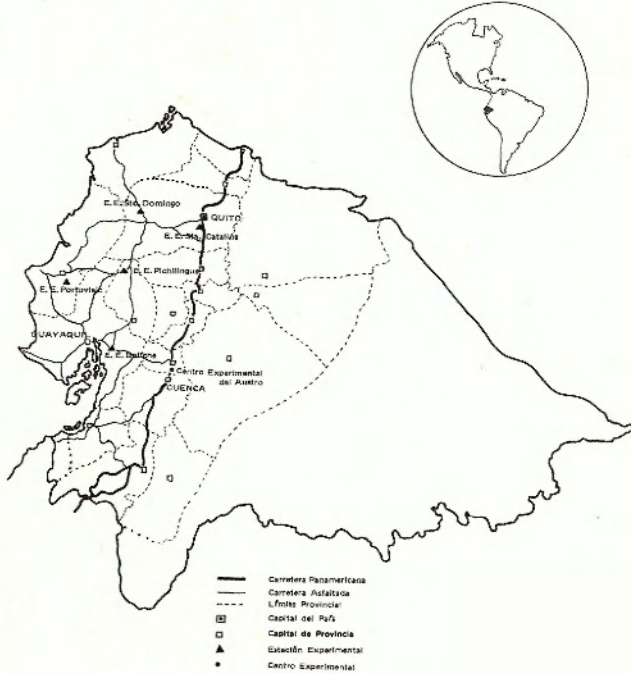 E. E. Sto. Domingo
QUITO
E. E. Sta. Catalina
E. E. Pichilingue
E. E. Portoviejo
GUAYAQUIL
E. E. Boliche
Centro Experimental
del Austro
CUENCA
Carretera Panamericana
Carretera Asfaltada
Límite Provincial
Capital del País
Capital de Provincia
Estación Experimental
Centro Experimental